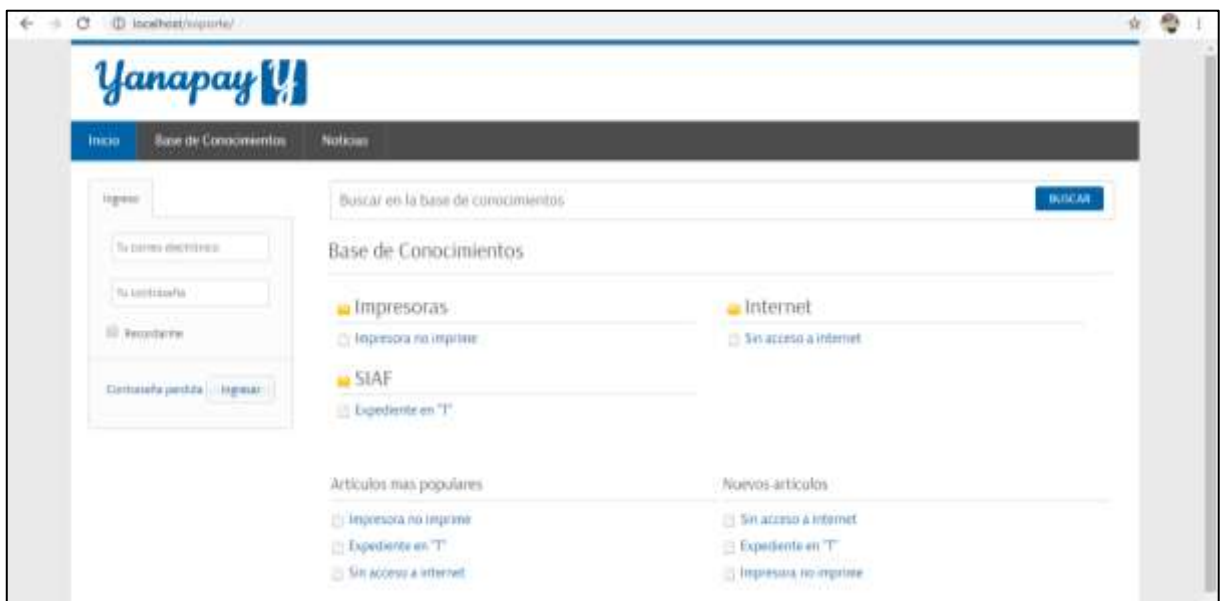 localhost/soporte/
Yanapay y
Inicio
Base de Conocimientos
Noticias
Ingreso
Tu correo electrónico
Tu contraseña
Recordarme
Contraseña perdida
Ingresar
Buscar en la base de conocimientos
BUSCAR
Base de Conocimientos
Impresoras
Impresora no imprime
Internet
Sin acceso a internet
SIAF
Expediente en "T"
Artículos mas populares
Impresora no imprime
Expediente en "T"
Sin acceso a internet
Nuevos artículos
Sin acceso a internet
Expediente en "T"
Impresora no imprime